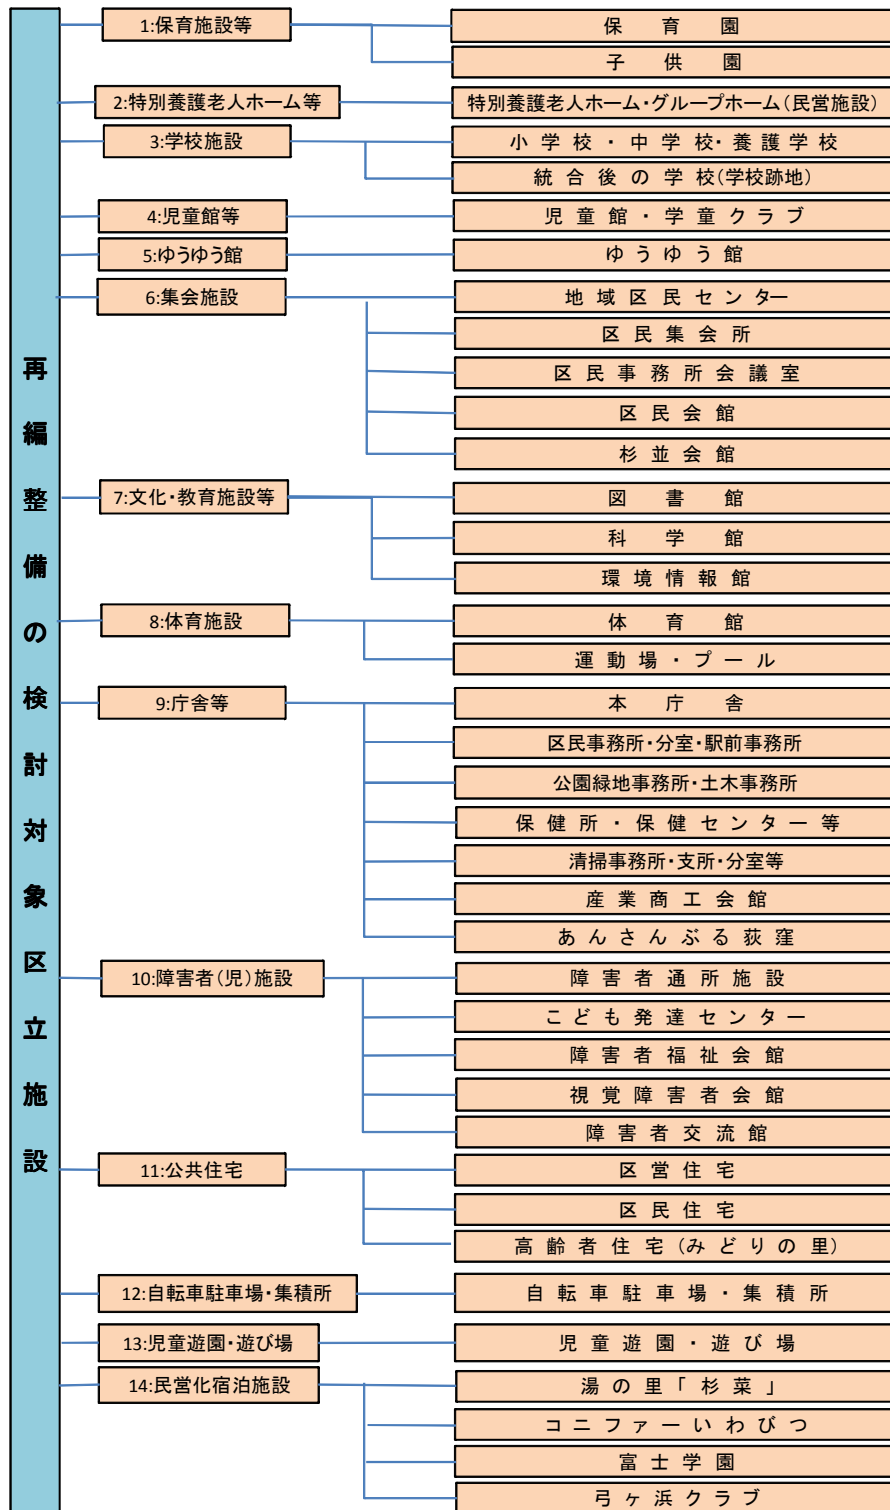 再編整備の検討対象区立施設
1:保育施設等
保育園
子供園
2:特別養護老人ホーム等
特別養護老人ホーム・グループホーム(民営施設)
3:学校施設
小学校・中学校・養護学校
統合後の学校(学校跡地)
4:児童館等
児童館・学童クラブ
5:ゆうゆう館
ゆうゆう館
6:集会施設
地域区民センター
区民集会所
区民事務所会議室
区民会館
杉並会館
7:文化・教育施設等
図書館
科学館
環境情報館
8:体育施設
体育館
運動場・プール
9:庁舎等
本庁舎
区民事務所・分室・駅前事務所
公園緑地事務所・土木事務所
保健所・保健センター等
清掃事務所・支所・分室等
産業商工会館
あんさんぶる荻窪
10:障害者(児)施設
障害者通所施設
こども発達センター
障害者福祉会館
視覚障害者会館
障害者交流館
11:公共住宅
区営住宅
区民住宅
高齢者住宅(みどりの里)
12:自転車駐車場・集積所
自転車駐車場・集積所
13:児童遊園・遊び場
児童遊園・遊び場
14:民営化宿泊施設
湯の里「杉菜」
コニファーいわびつ
富士学園
弓ヶ浜クラブ